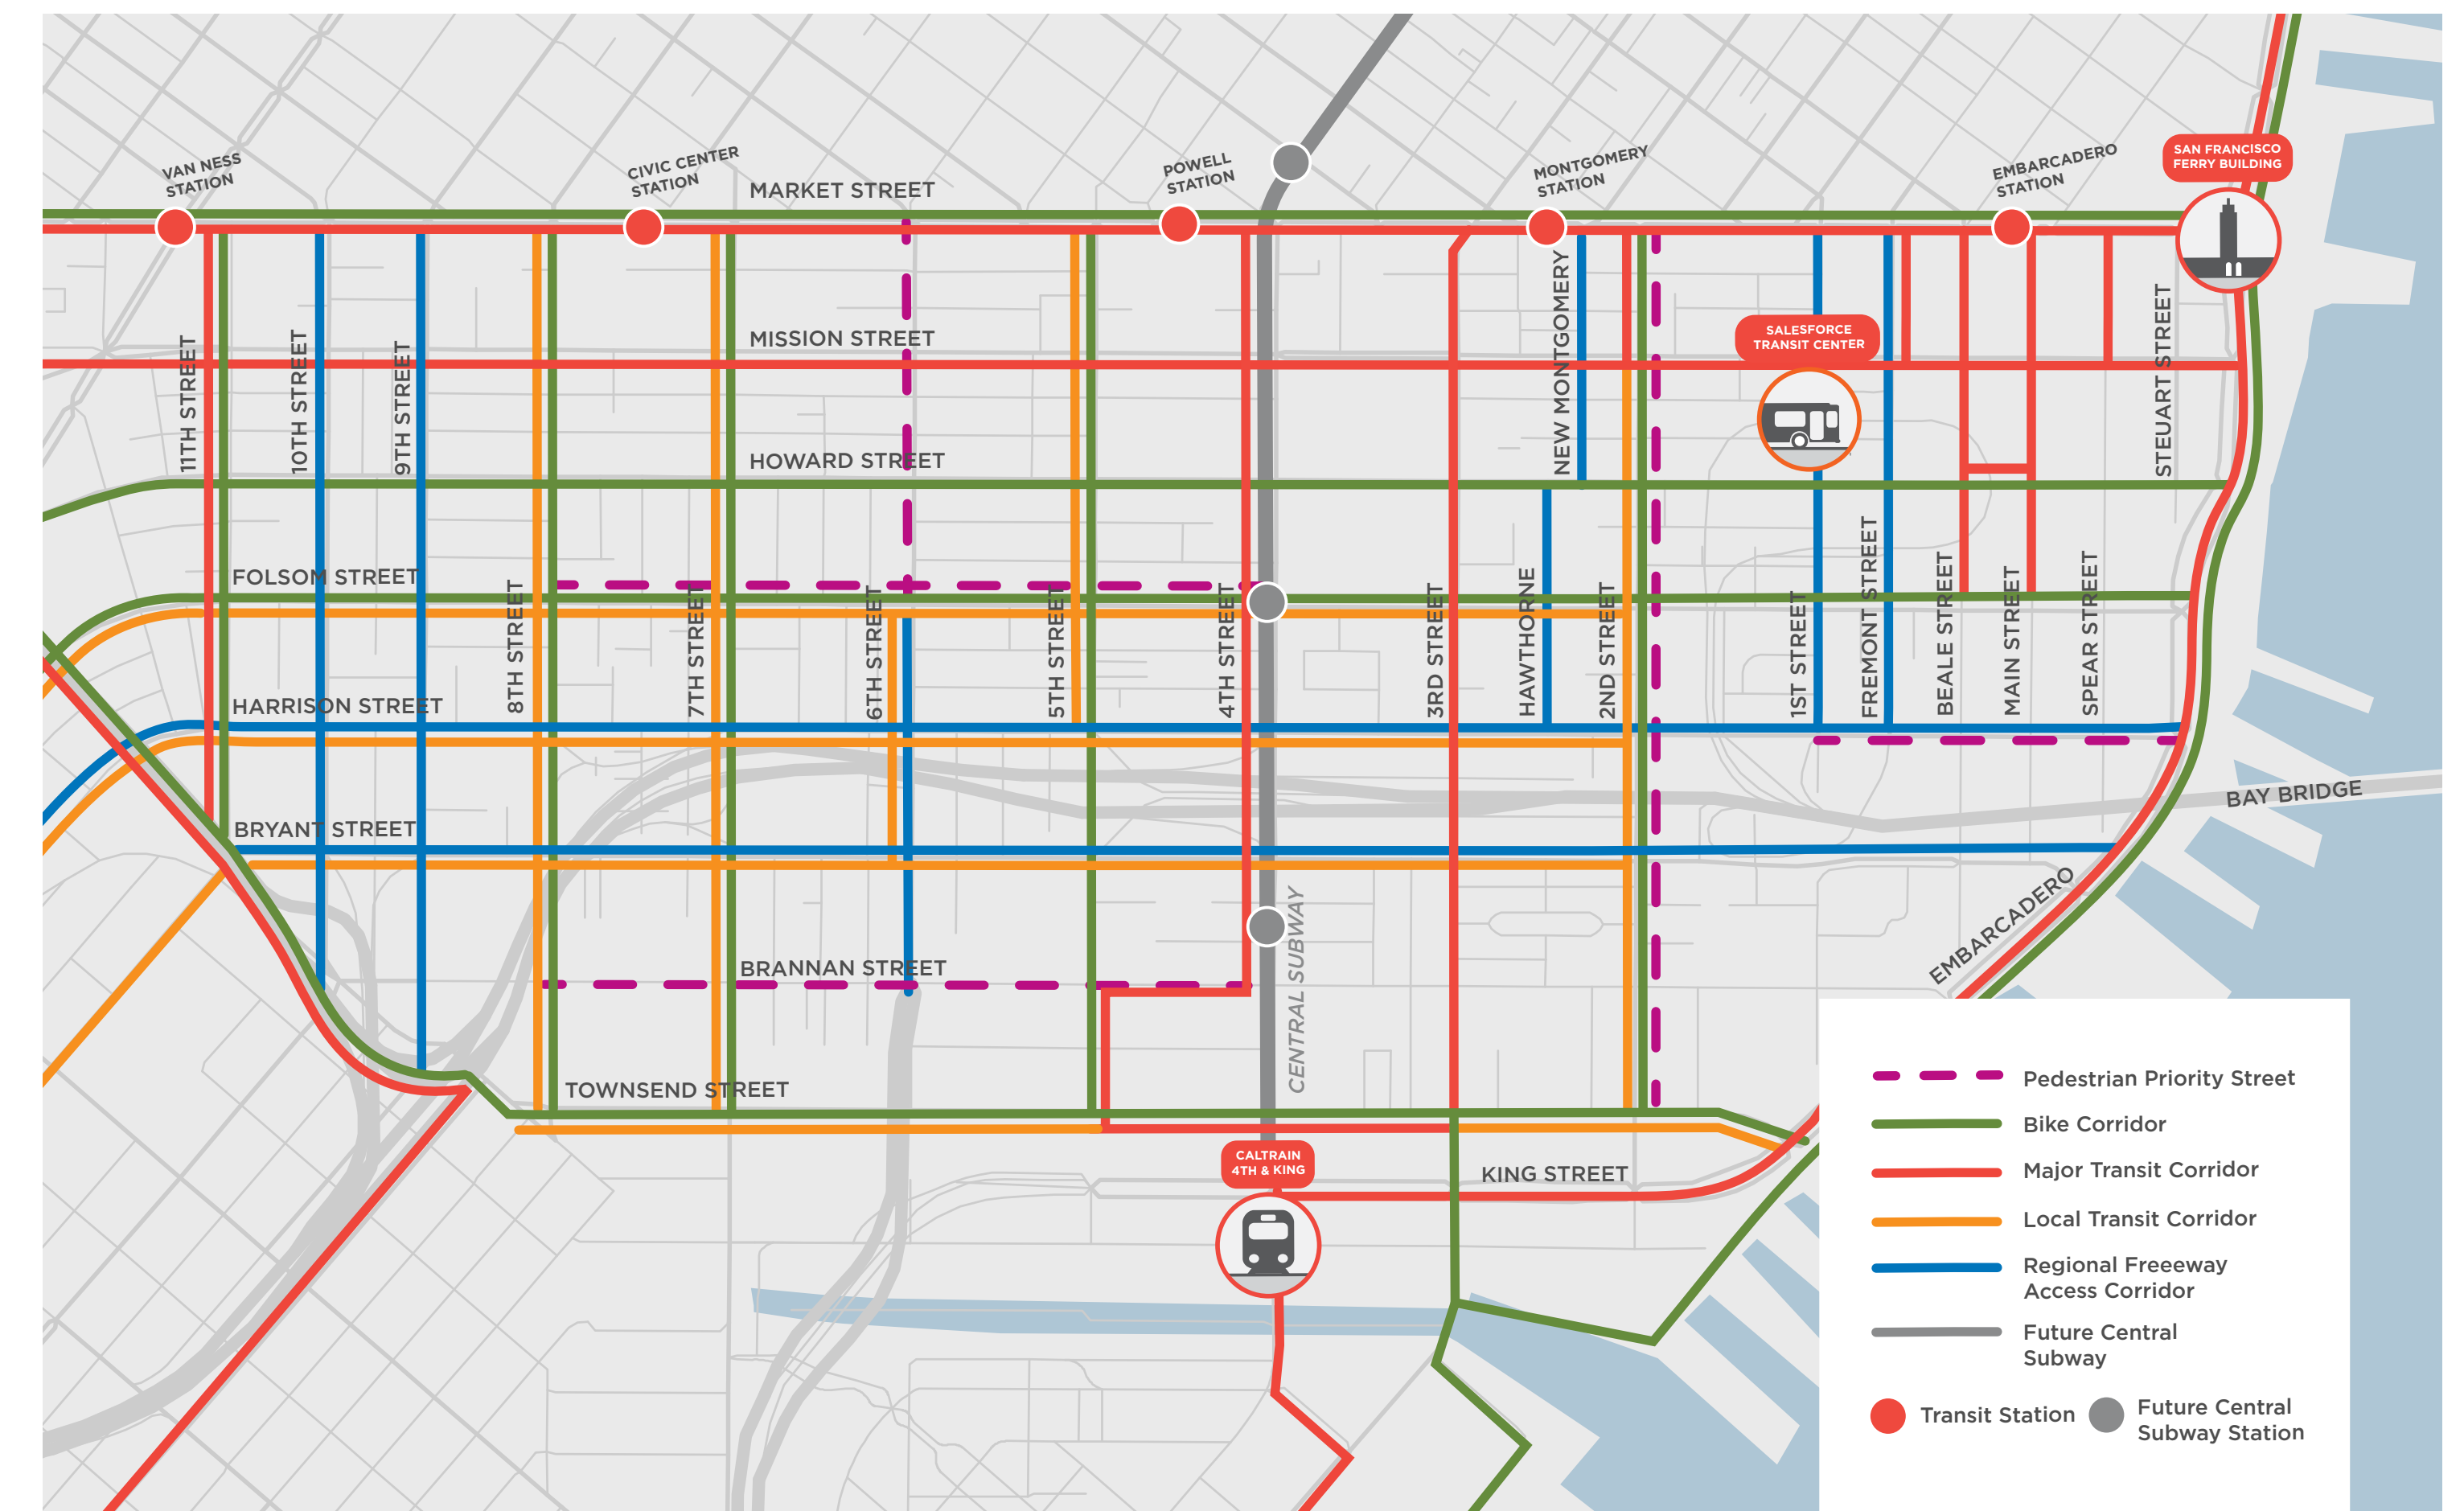 VAN NESS
STATION
CIVIC CENTER
STATION
MARKET STREET
POWELL
STATION
MONTGOMERY
STATION
EMBARCADERO
STATION
SAN FRANCISCO
FERRY BUILDING
MISSION STREET
SALESFORCE
TRANSIT CENTER
11TH STREET
10TH STREET
9TH STREET
NEW MONTGOMERY
STEUART STREET
HOWARD STREET
FOLSOM STREET
8TH STREET
7TH STREET
6TH STREET
5TH STREET
4TH STREET
3RD STREET
HAWTHORNE
2ND STREET
1ST STREET
FREMONT STREET
BEALE STREET
MAIN STREET
SPEAR STREET
HARRISON STREET
BAY BRIDGE
BRYANT STREET
EMBARCADERO
CENTRAL SUBWAY
BRANNAN STREET
TOWNSEND STREET
CALTRAIN
4TH & KING
KING STREET
Pedestrian Priority Street
Bike Corridor
Major Transit Corridor
Local Transit Corridor
Regional Freeeway
Access Corridor
Future Central
Subway
Transit Station
Future Central
Subway Station